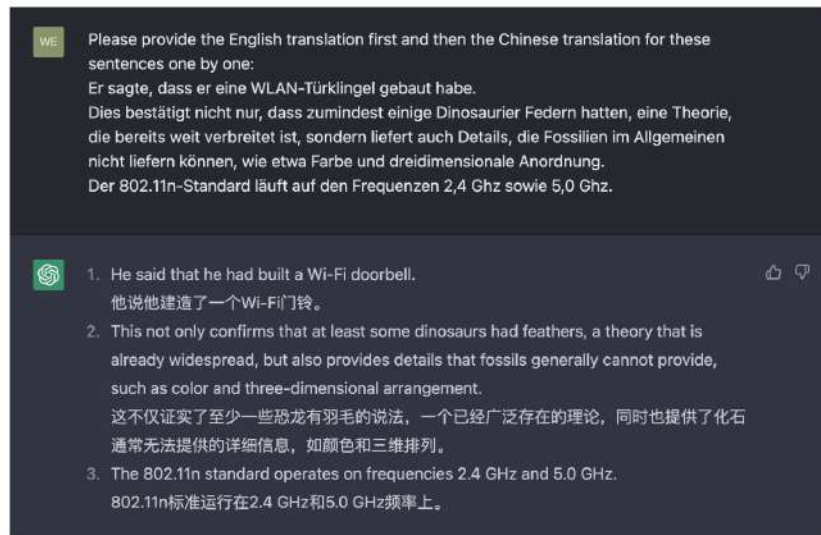 WE
Please provide the English translation first and then the Chinese translation for these
sentences one by one:
Er sagte, dass er eine WLAN-Türklingel gebaut habe.
Dies bestätigt nicht nur, dass zumindest einige Dinosaurier Federn hatten, eine Theorie,
die bereits weit verbreitet ist, sondern liefert auch Details, die Fossilien im Allgemeinen
nicht liefern können, wie etwa Farbe und dreidimensionale Anordnung.
Der 802.11n-Standard läuft auf den Frequenzen 2,4 Ghz sowie 5,0 Ghz.
1. He said that he had built a Wi-Fi doorbell.
他说他建造了一个Wi-Fi门铃。
2. This not only confirms that at least some dinosaurs had feathers, a theory that is
already widespread, but also provides details that fossils generally cannot provide,
such as color and three-dimensional arrangement.
这不仅证实了至少一些恐龙有羽毛的说法，一个已经广泛存在的理论，同时也提供了化石
通常无法提供的详细信息，如颜色和三维排列。
3. The 802.11n standard operates on frequencies 2.4 GHz and 5.0 GHz.
802.11n标准运行在2.4 GHz和5.0 GHz频率上。